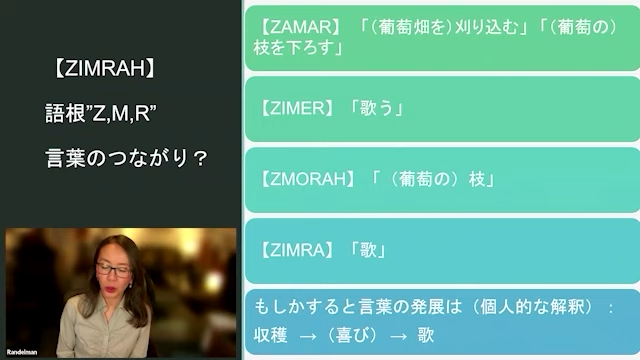 【ZIMRAH】
語根”Z,M,R”
言葉のつながり？
【ZAMAR】「（葡萄畑を)刈り込む」「（葡萄の）
枝を下ろす」
【ZIMER】「歌う」
【ZMORAH】「（葡萄の）枝」
【ZIMRA】「歌」
もしかすると言葉の発展は（個人的な解釈）：
収穫 →（喜び）→ 歌
Randelman